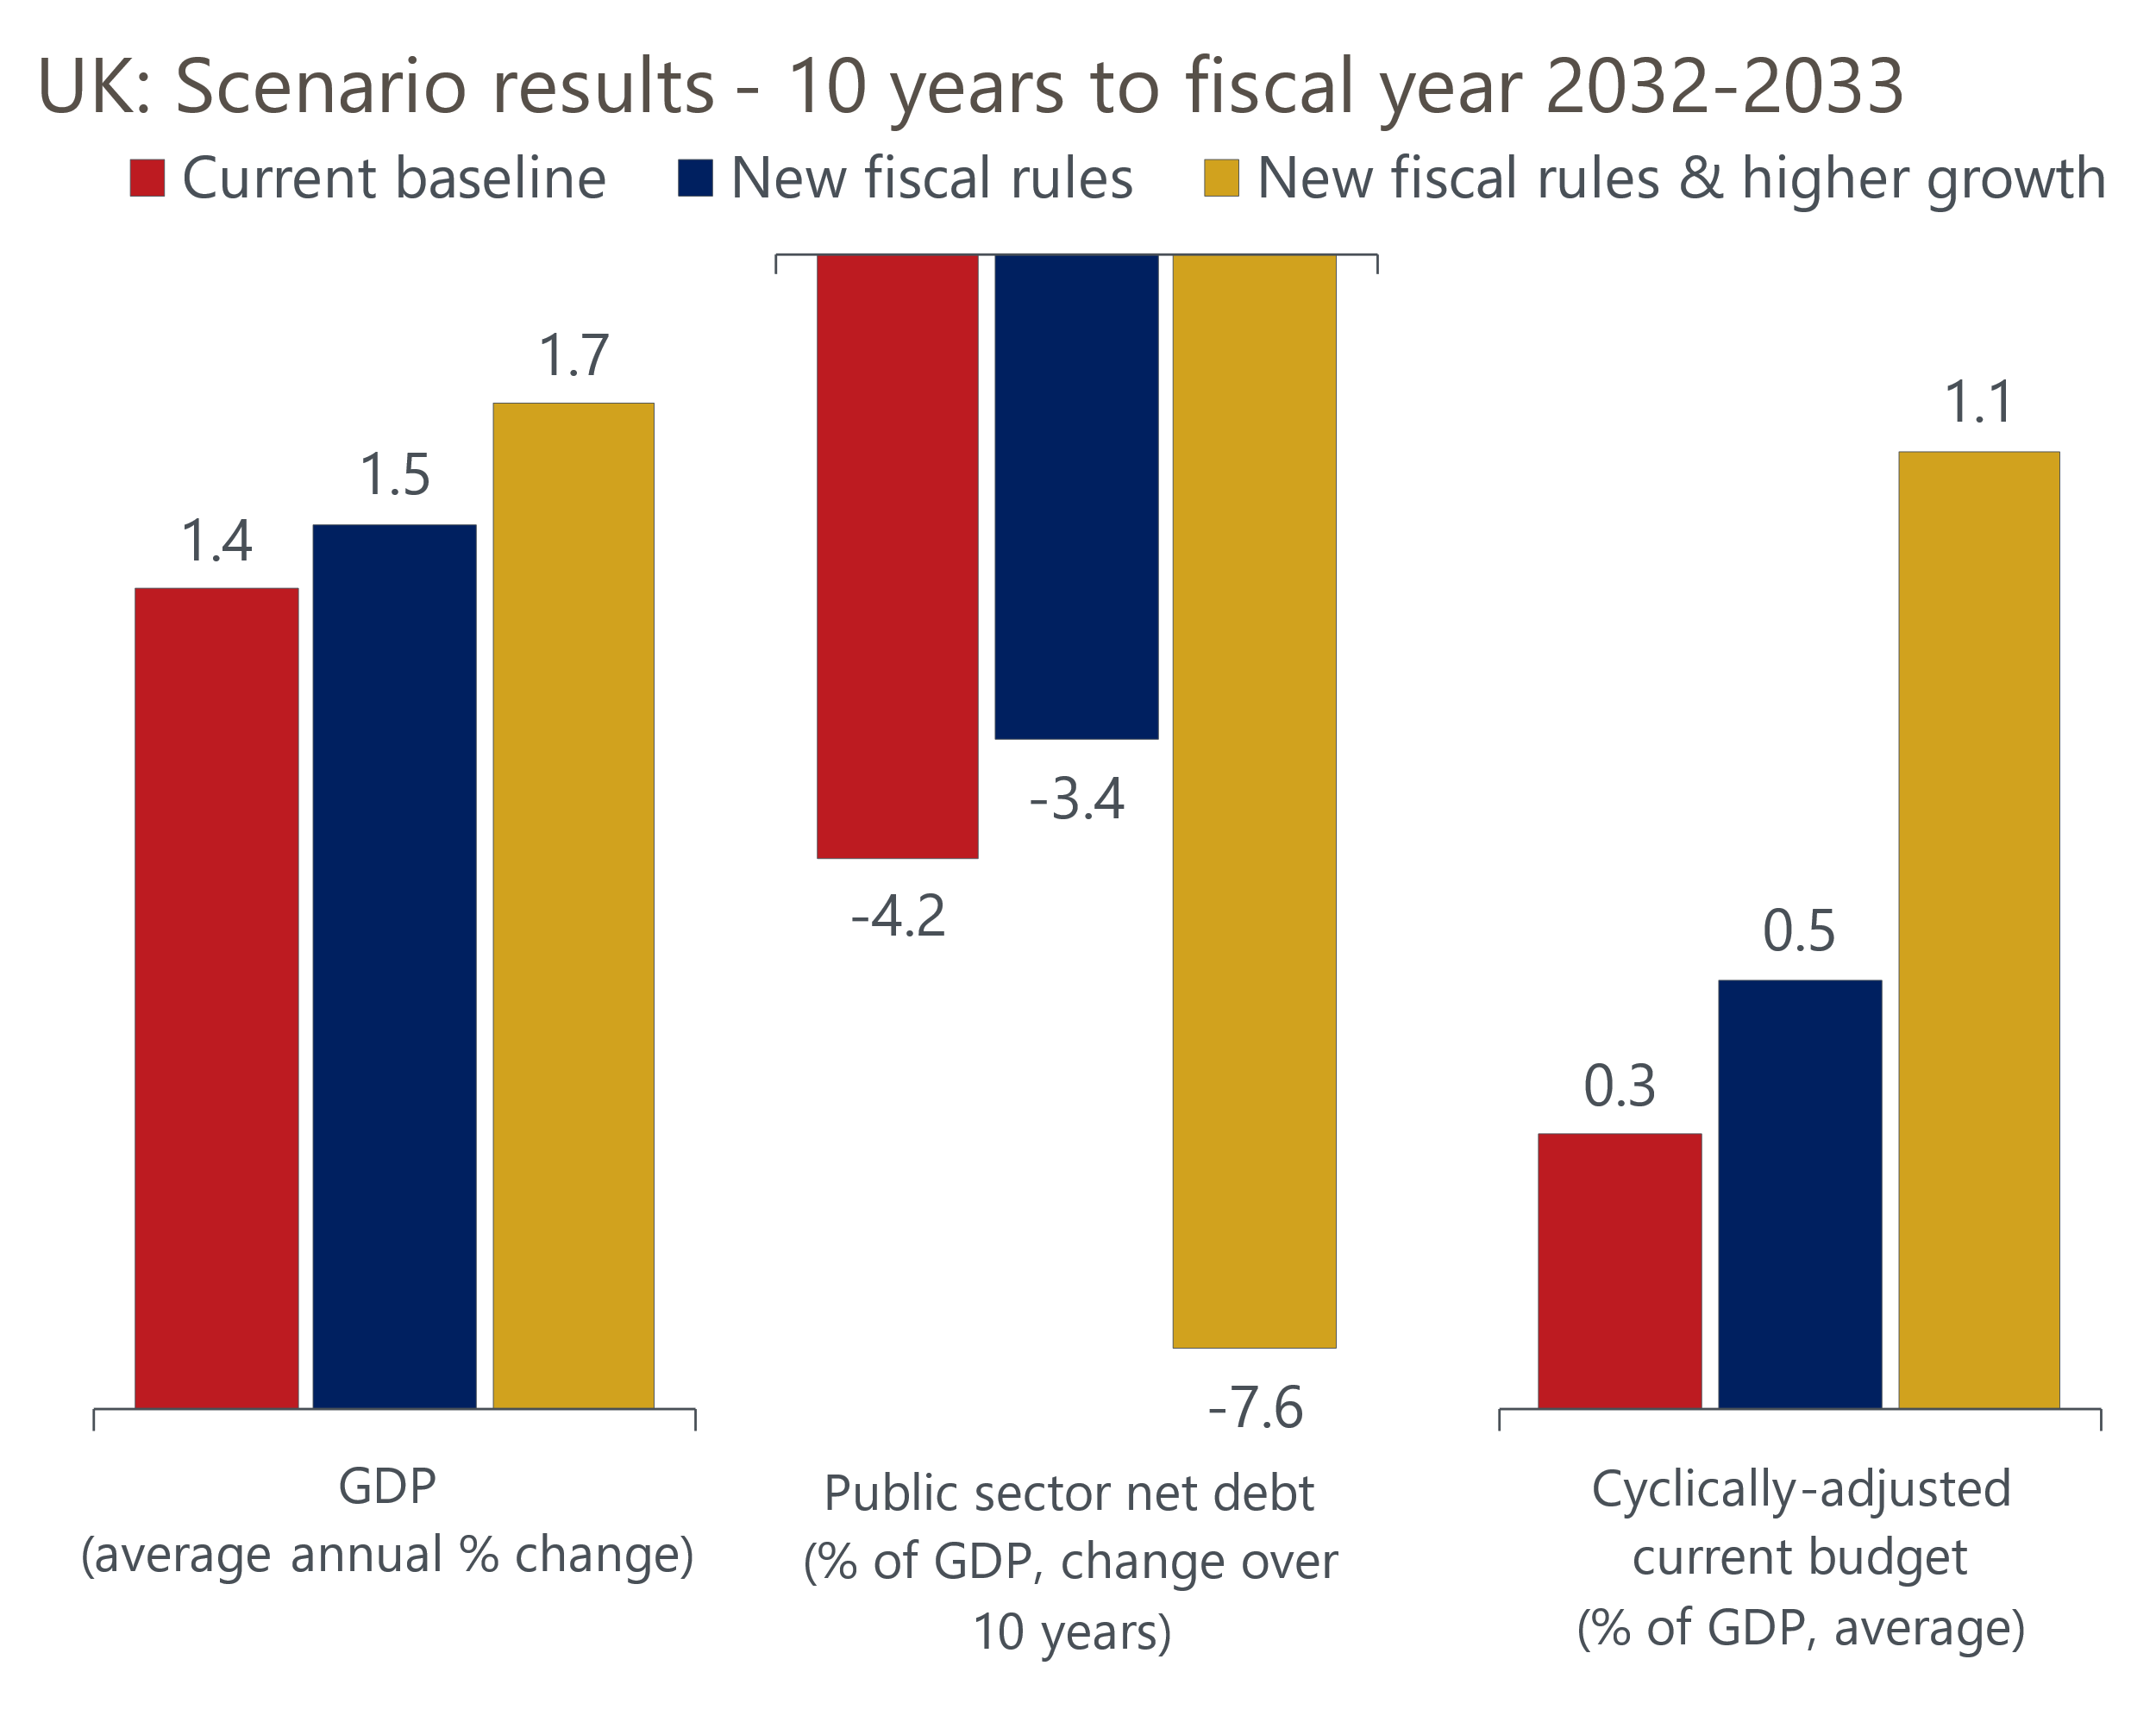 UK: Scenario results - 10 years to fiscal year 2032-2033
Current baseline New fiscal rules New fiscal rules & higher growth
1.4
1.5
1.7
-4.2
-3.4
-7.6
0.3
0.5
1.1
GDP
(average annual % change)
Public sector net debt
(% of GDP, change over
10 years)
Cyclically-adjusted
current budget
(% of GDP, average)